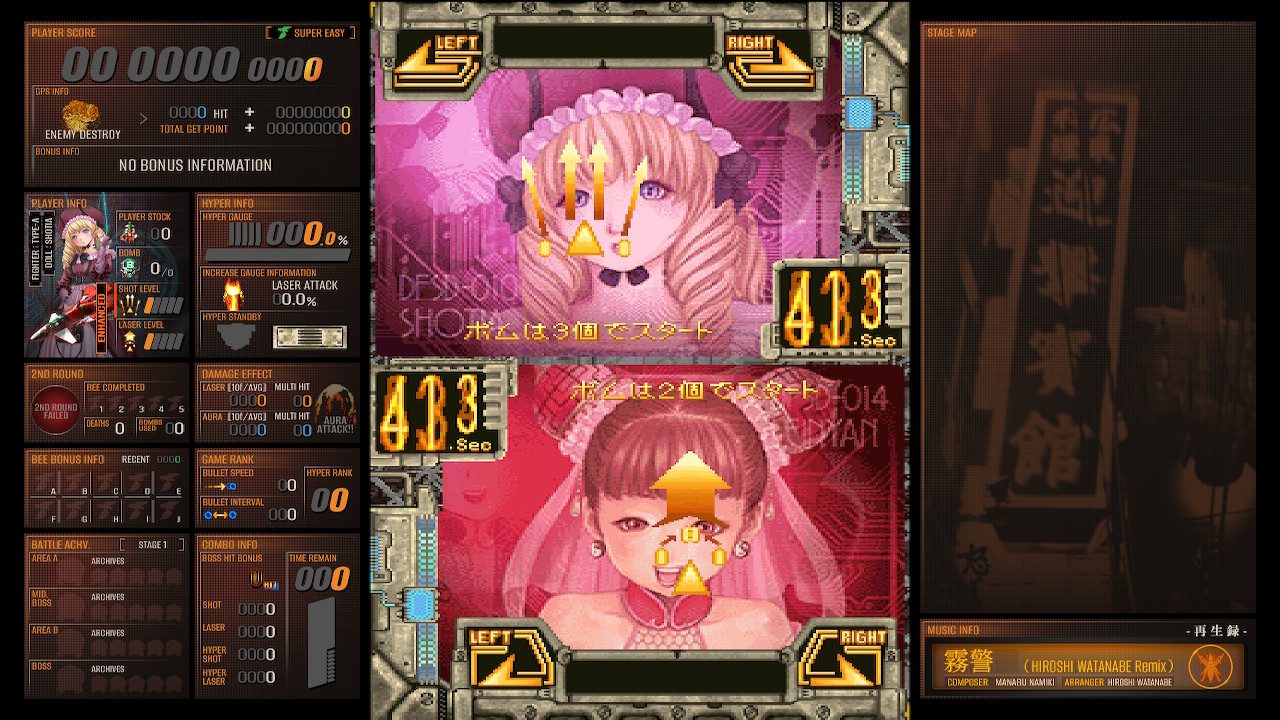 PLAYER SCORE
[ SUPER EASY ]
00 0000 0000
GPS INFO
ENEMY DESTROY
0000 HIT + 00000000
TOTAL GET POINT + 000000000
BONUS INFO
NO BONUS INFORMATION
PLAYER INFO
FIGHTER : TYPE-A
DOLL : SHOTIA
PLAYER STOCK
00
BOMB
B
0/0
SHOT LEVEL
ENHANCED
LASER LEVEL
HYPER INFO
HYPER GAUGE
000.0%
INCREASE GAUGE INFORMATION
LASER ATTACK
00.0%
HYPER STANDBY
2ND ROUND
2ND ROUND
FAILED
BEE COMPLETED
1 2 3 4 5
DEATHS 0
BOMBS
USED 00
DAMAGE EFFECT
LASER [10f/AVG] MULTI HIT
0000 00
AURA [10f/AVG] MULTI HIT
0000 00
AURA
ATTACK!!
BEE BONUS INFO RECENT 0000
A B C D E
F G H I J
GAME RANK
BULLET SPEED
00
BULLET INTERVAL
000
HYPER RANK
00
BATTLE ACHV. [ STAGE 1 ]
AREA A ARCHIVES
MID.
BOSS ARCHIVES
AREA B ARCHIVES
BOSS ARCHIVES
COMBO INFO
BOSS HIT BONUS
HIT
TIME REMAIN
000
SHOT 0000
LASER 0000
HYPER
SHOT 0000
HYPER
LASER 0000
LEFT
RIGHT
DFSD-010
SHOTIA
ボムは3個でスタート
433
.Sec
433
.Sec
ボムは2個でスタート
LEFT
RIGHT
STAGE MAP
MUSIC INFO
-再生録-
霧警 (HIROSHI WATANABE Remix)
COMPOSER MANABU NAMIKI ARRANGER HIROSHI WATANABE